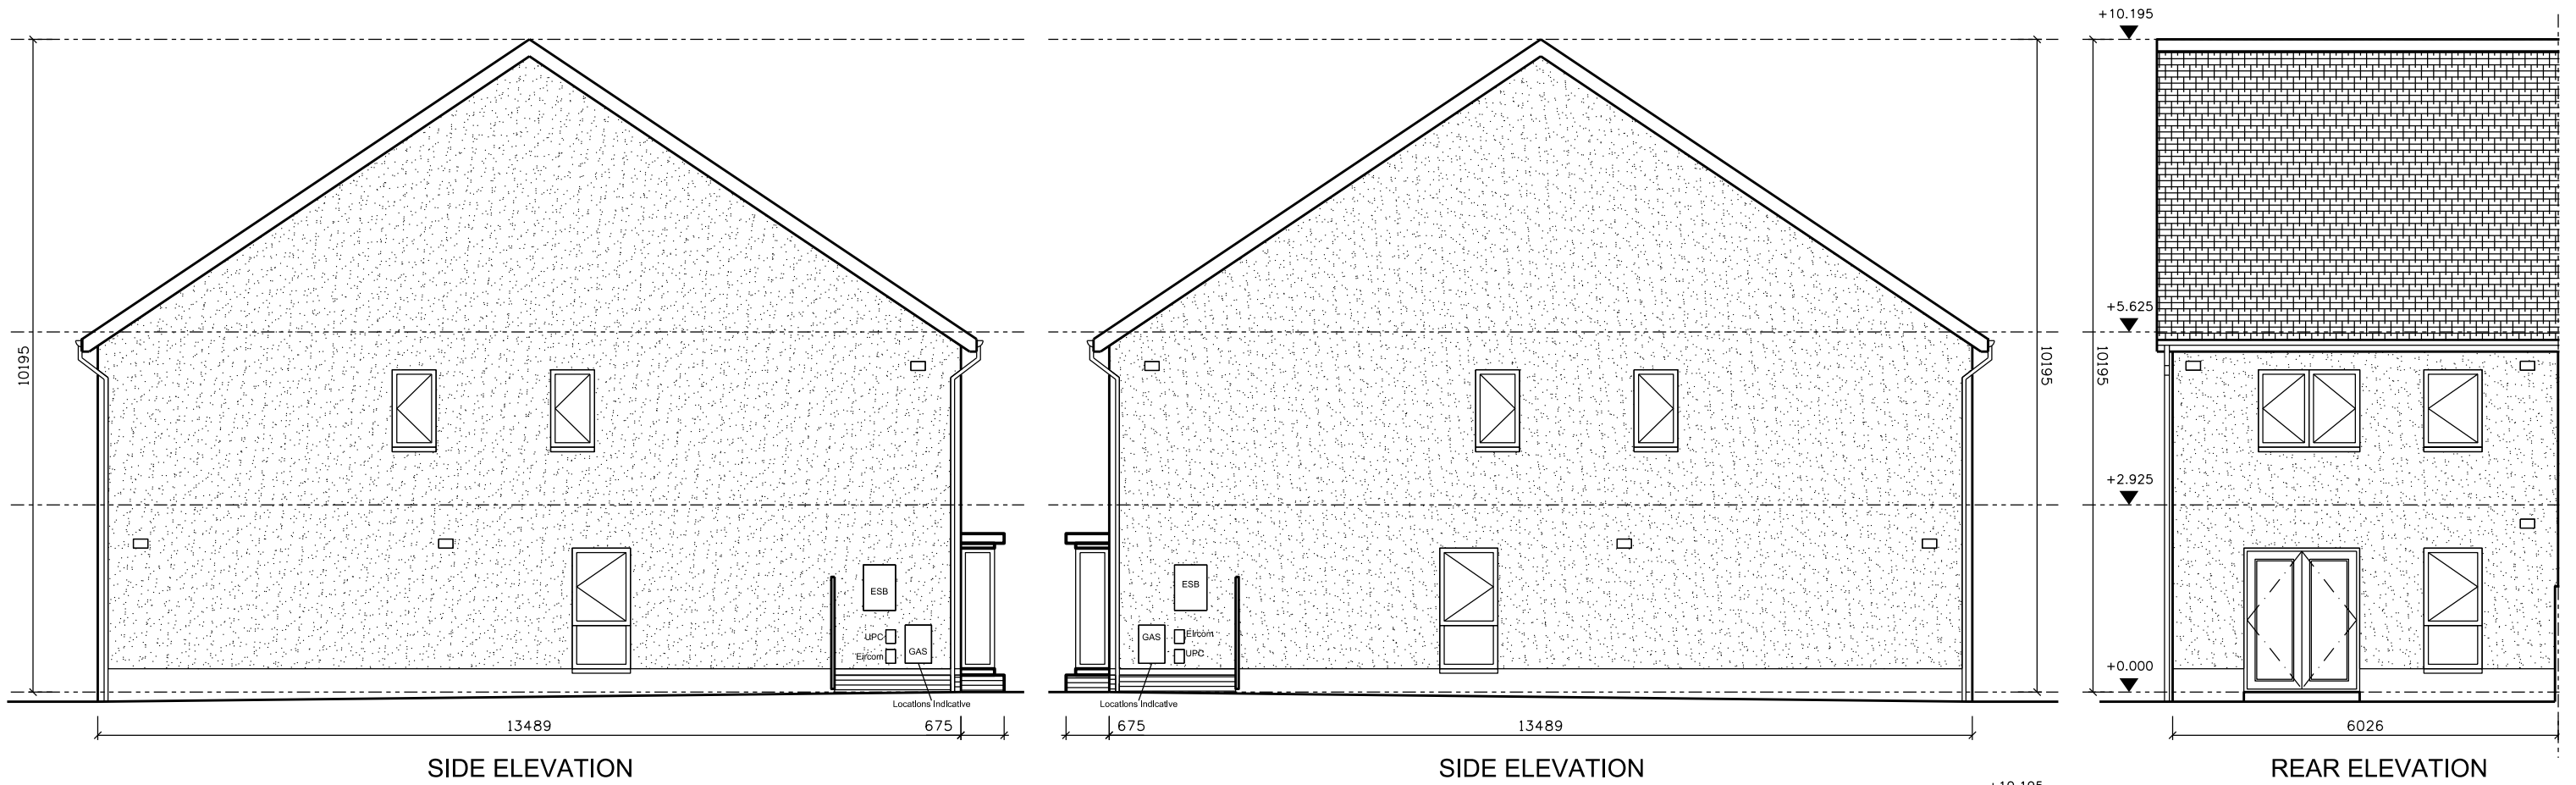 +10.195
10195
+5.625
10195
10195
+2.925
ESB
UPC
Eircom
GAS
ESB
GAS
Eircom
UPC
+0.000
Locations Indicative
Locations Indicative
13489
675
675
13489
6026
SIDE ELEVATION
SIDE ELEVATION
REAR ELEVATION